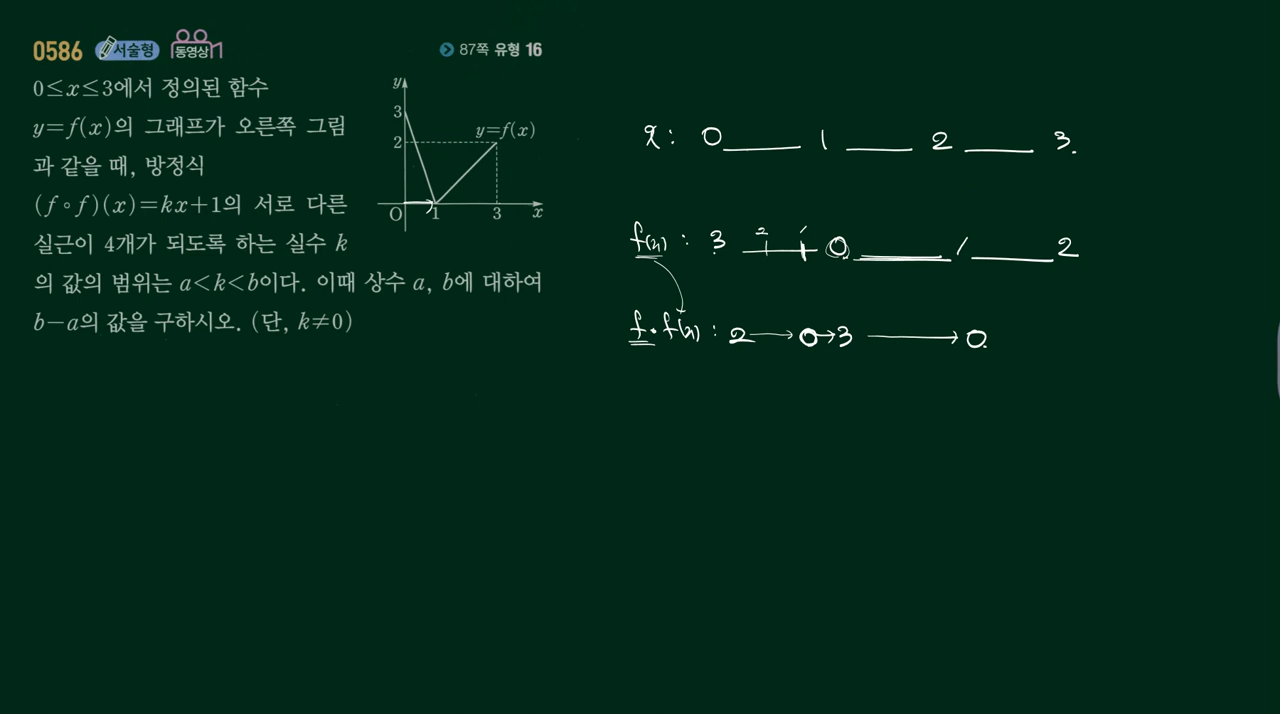 0586 서술형 동영상
87쪽 유형 16
0≤x≤3에서 정의된 함수
y=f(x)의 그래프가 오른쪽 그림
과 같을 때, 방정식
(f∘f)(x)=kx+1의 서로 다른
실근이 4개가 되도록 하는 실수 k
의 값의 범위는 a<k<b이다. 이때 상수 a, b에 대하여
b-a의 값을 구하시오. (단, k≠0)
y
3
2
y=f(x)
O 1 3 x
x: 0 1 2 3.
f(x): 3 2 1 0 1 2
f∘f(x): 2 → 0 → 3 → 0.